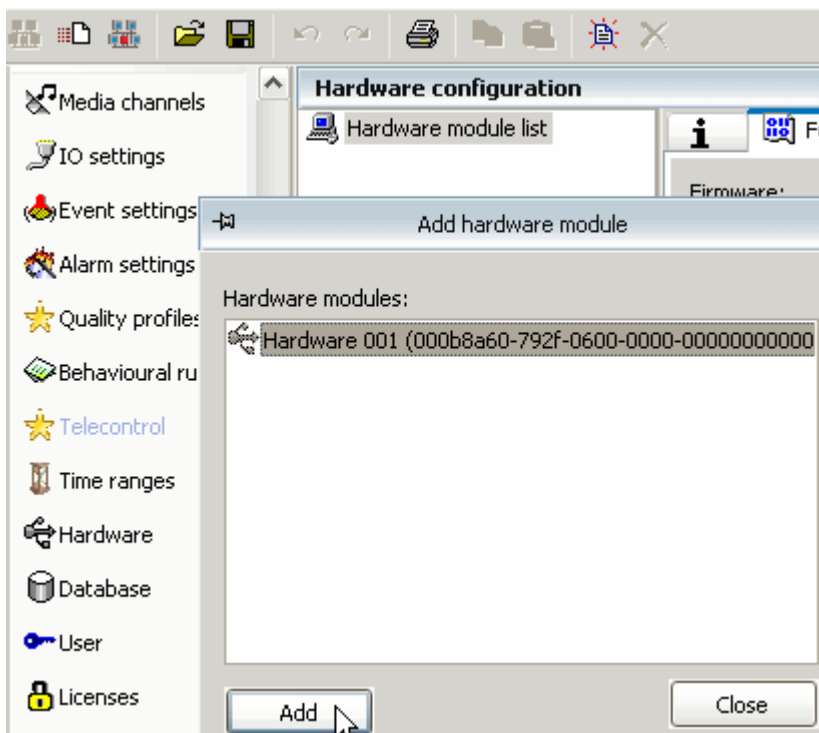 Media channels
IO settings
Event settings
Alarm settings
Quality profiles
Behavioural ru
Telecontrol
Time ranges
Hardware
Database
User
Licenses
Hardware configuration
Hardware module list
Firmware:
Add hardware module
Hardware modules:
Hardware 001 (000b8a60-792f-0600-0000-00000000000
Add
Close